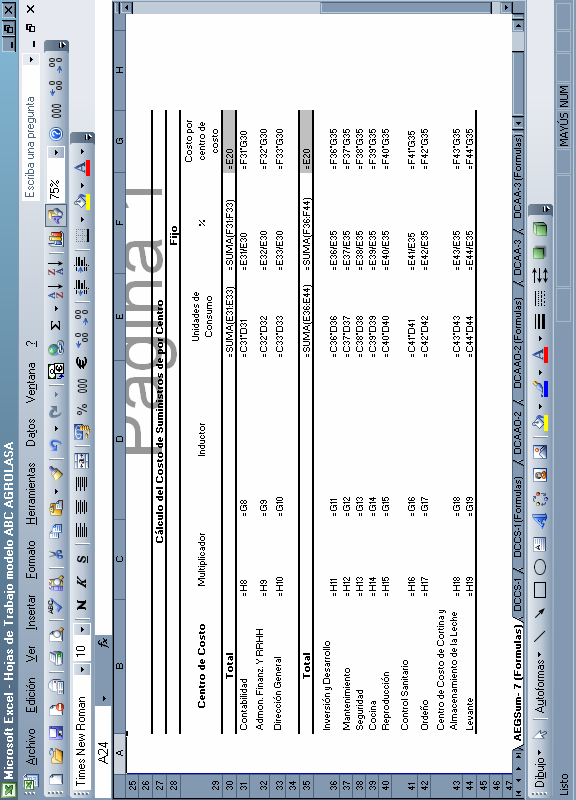 Microsoft Excel - Hojas de Trabajo modelo ABC AGROLASA
Archivo Edición Ver Insertar Formato Herramientas Datos Ventana ?
Escriba una pregunta
75%
Times New Roman 10 N K S % 000 €
A24 fx
A B C D E F G H
25
26
27 Cálculo del Costo de Suministros de por Centro
28 Fijo
29 Centro de Costo Multiplicador Inductor Unidades de Consumo % Costo por centro de costo
30 Total =SUMA(E31:E33) =SUMA(F31:F33) =E20
31 Contabilidad =H8 =G8 =C31*D31 =E31/E30 =F31*G30
32 Admon. Finanz. Y RRHH =H9 =G9 =C32*D32 =E32/E30 =F32*G30
33 Dirección General =H10 =G10 =C33*D33 =E33/E30 =F33*G30
34
35 Total =SUMA(E36:E44) =SUMA(F36:F44) =E20
36 Inversión y Desarrollo =H11 =G11 =C36*D36 =E36/E35 =F36*G35
37 Mantenimiento =H12 =G12 =C37*D37 =E37/E35 =F37*G35
38 Seguridad =H13 =G13 =C38*D38 =E38/E35 =F38*G35
39 Cocina =H14 =G14 =C39*D39 =E39/E35 =F39*G35
40 Reproducción =H15 =G15 =C40*D40 =E40/E35 =F40*G35
41 Control Sanitario =H16 =G16 =C41*D41 =E41/E35 =F41*G35
42 Ordeño =H17 =G17 =C42*D42 =E42/E35 =F42*G35
Centro de Costo de Cortina y
43 Almacenamiento de la Leche =H18 =G18 =C43*D43 =E43/E35 =F43*G35
44 Levante =H19 =G19 =C44*D44 =E44/E35 =F44*G35
45
46
47
Página 1
AEGSum- 7 (Formulas) DCCS-1 DCCS-1 (Formulas) DCAAO-2 DCAAO-2 (Formulas) DCAA-3 DCAA-3 (Formulas)
Dibujo Autoformas
Listo MAYÚS NUM